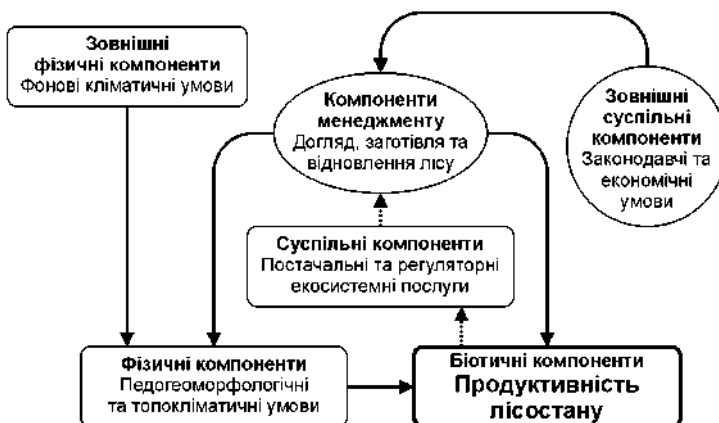 Зовнішні
фізичні компоненти
Фонові кліматичні умови
Компоненти
менеджменту
Догляд, заготівля та
відновлення лісу
Зовнішні
суспільні
компоненти
Законодавчі та
економічні
умови
Суспільні компоненти
Постачальні та регуляторні
екосистемні послуги
Фізичні компоненти
Педогеоморфологічні
та топокліматичні умови
Біотичні компоненти
Продуктивність
лісостану